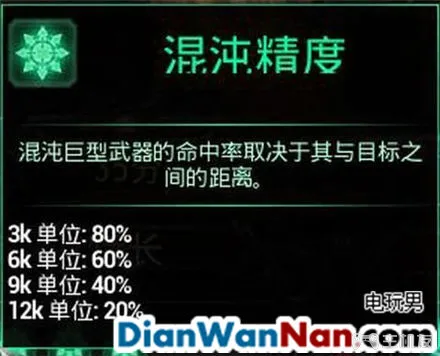 混沌精度
混沌巨型武器的命中率取决于其与目标之
间的距离。
3k 单位: 80%
6k 单位: 60%
9k 单位: 40%
12k 单位: 20%
电玩男
DianWanNan.com